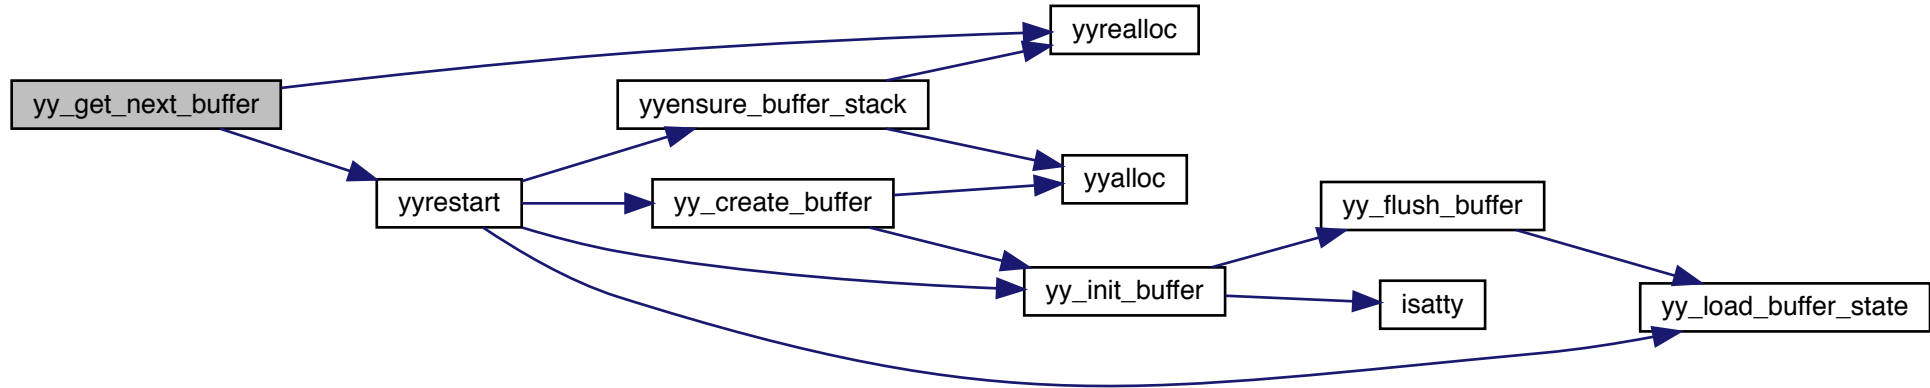 yy_get_next_buffer
yyrealloc
yyrestart
yyensure_buffer_stack
yy_create_buffer
yyalloc
yy_init_buffer
yy_flush_buffer
isatty
yy_load_buffer_state